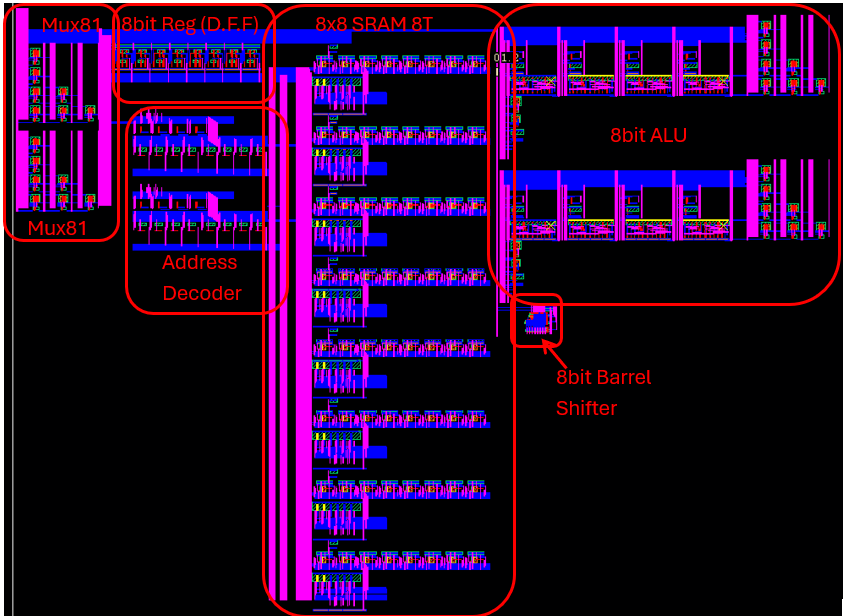 Mux81
8bit Reg (D.F.F)
8x8 SRAM 8T
8bit ALU
Mux81
Address
Decoder
8bit Barrel
Shifter